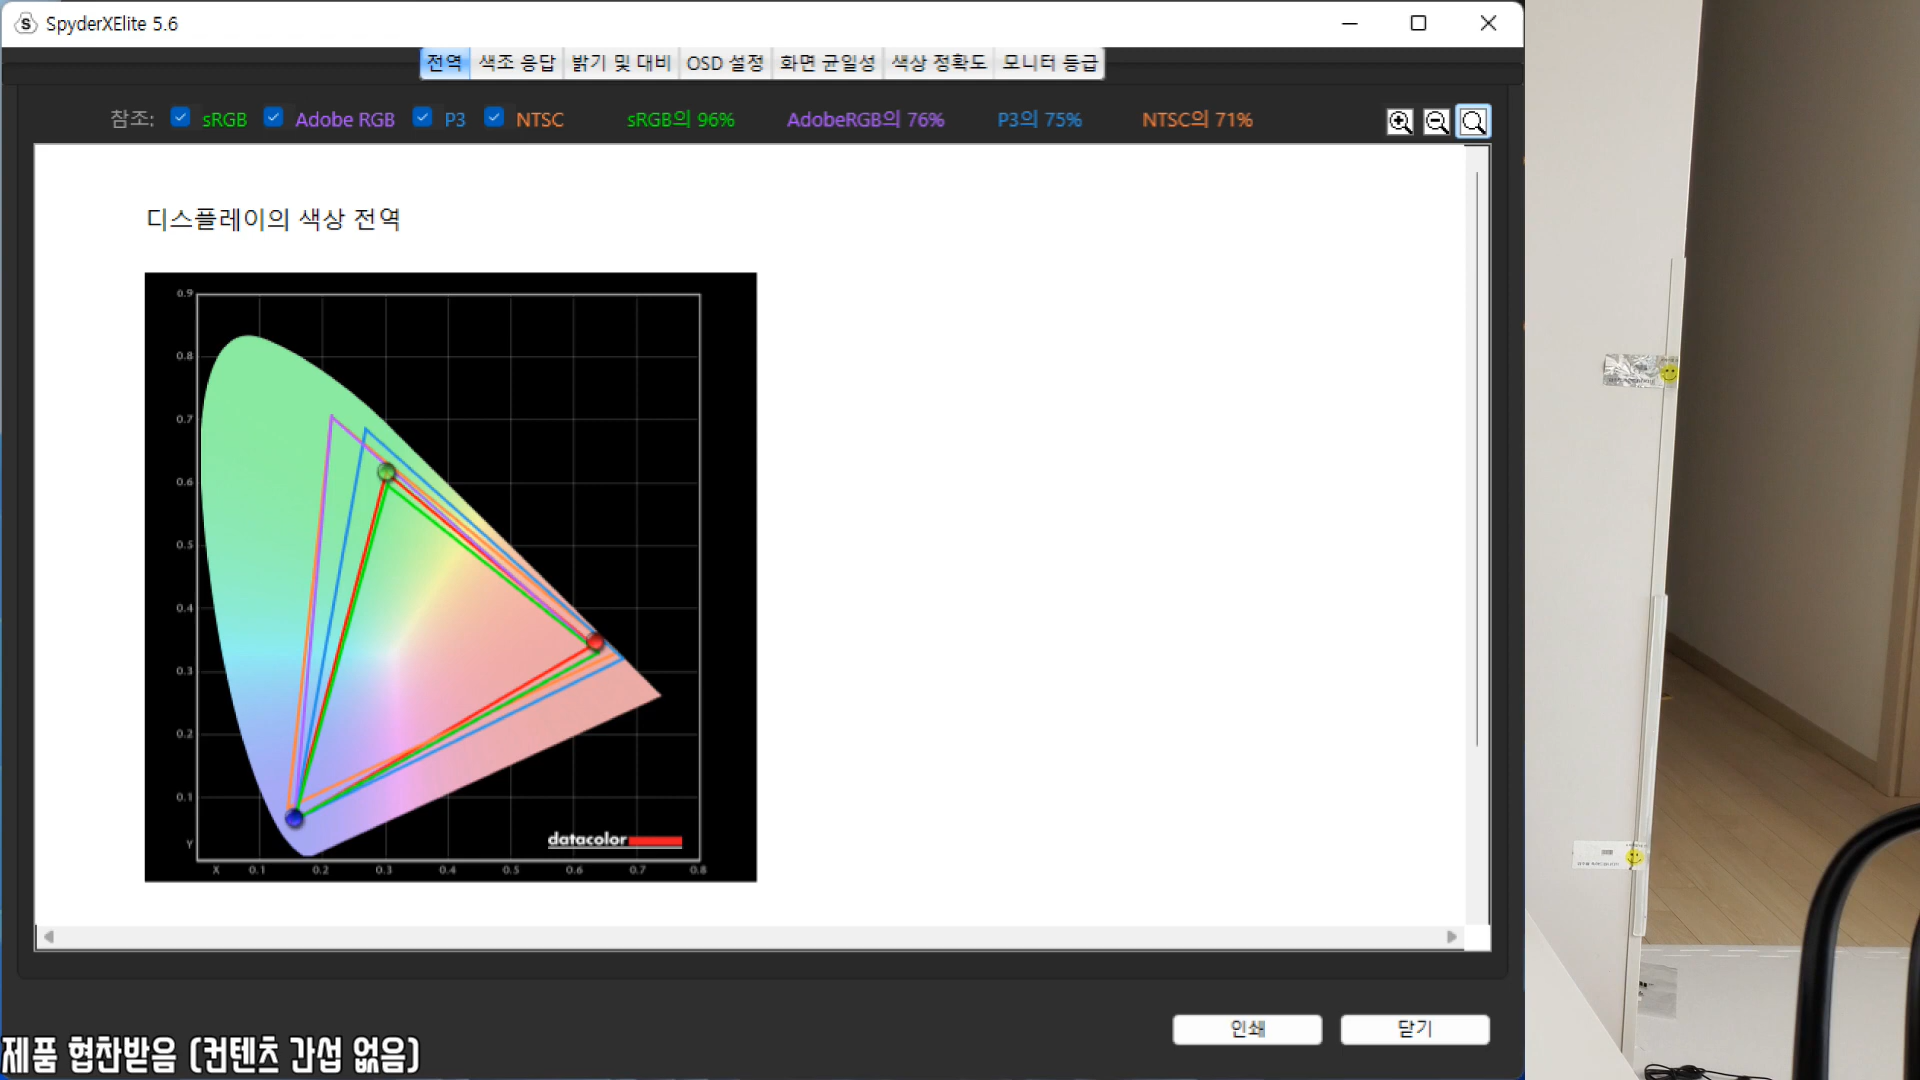 SpyderXElite 5.6
전역 색조 응답 밝기 및 대비 OSD 설정 화면 균일성 색상 정확도 모니터 등급
참조: sRGB Adobe RGB P3 NTSC sRGB의 96% AdobeRGB의 76% P3의 75% NTSC의 71%
디스플레이의 색상 전역
0.9
0.8
0.7
0.6
0.5
0.4
0.3
0.2
0.1
Y
datacolor
X 0.1 0.2 0.3 0.4 0.5 0.6 0.7 0.8
인쇄 닫기
제품 협찬받음 (컨텐츠 간섭 없음)